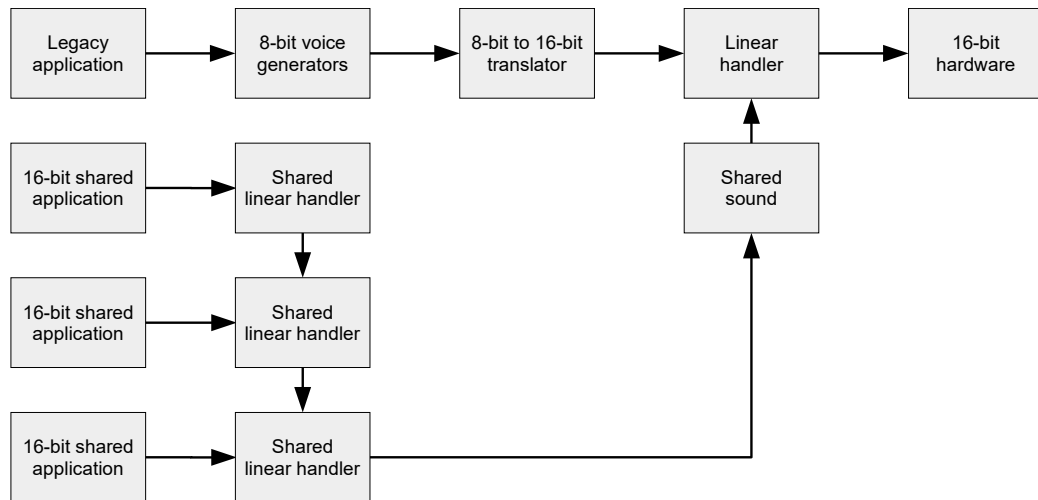 Legacy
application
8-bit voice
generators
8-bit to 16-bit
translator
Linear
handler
16-bit
hardware
16-bit shared
application
Shared
linear handler
Shared
sound
16-bit shared
application
Shared
linear handler
16-bit shared
application
Shared
linear handler